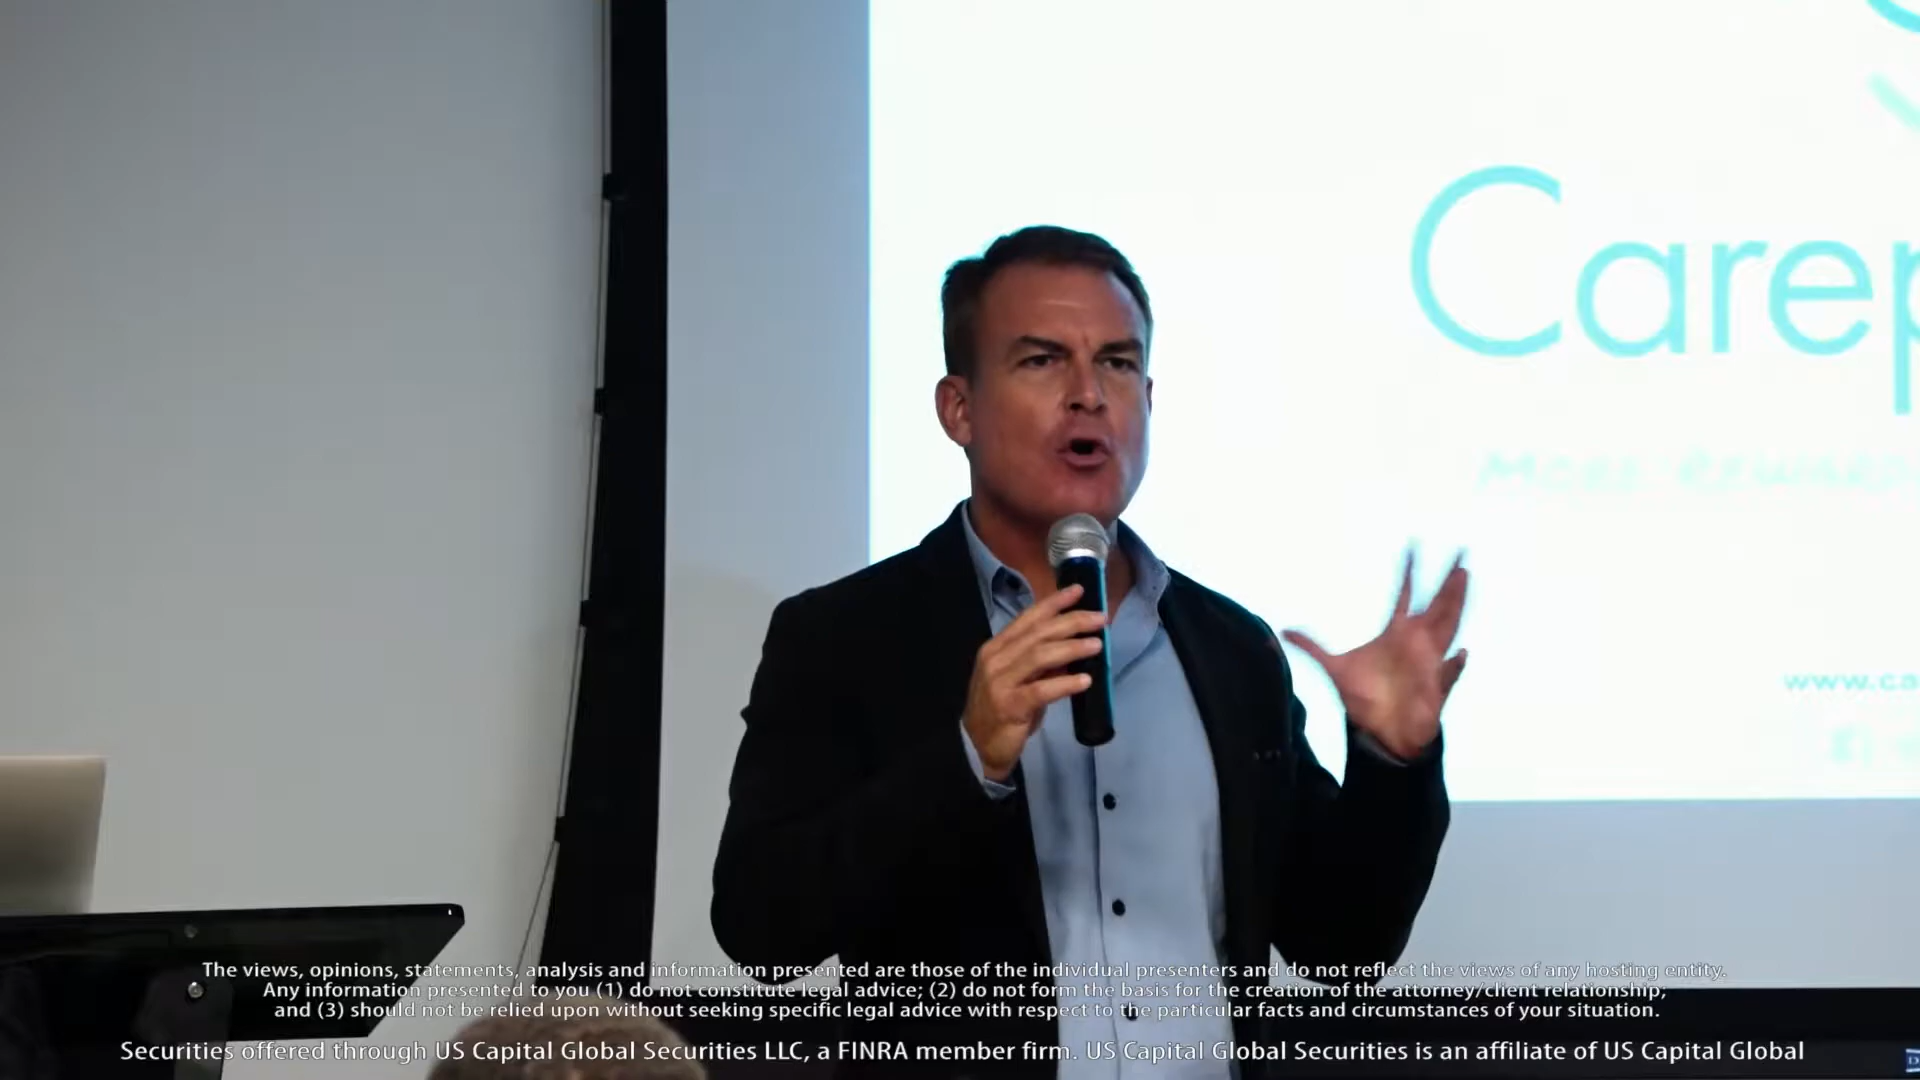 Carep
www.ca
The views, opinions, statements, analysis and information presented are those of the individual presenters and do not reflect the views of any hosting entity.
Any information presented to you (1) do not constitute legal advice; (2) do not form the basis for the creation of the attorney/client relationship;
and (3) should not be relied upon without seeking specific legal advice with respect to the particular facts and circumstances of your situation.
Securities offered through US Capital Global Securities LLC, a FINRA member firm. US Capital Global Securities is an affiliate of US Capital Global